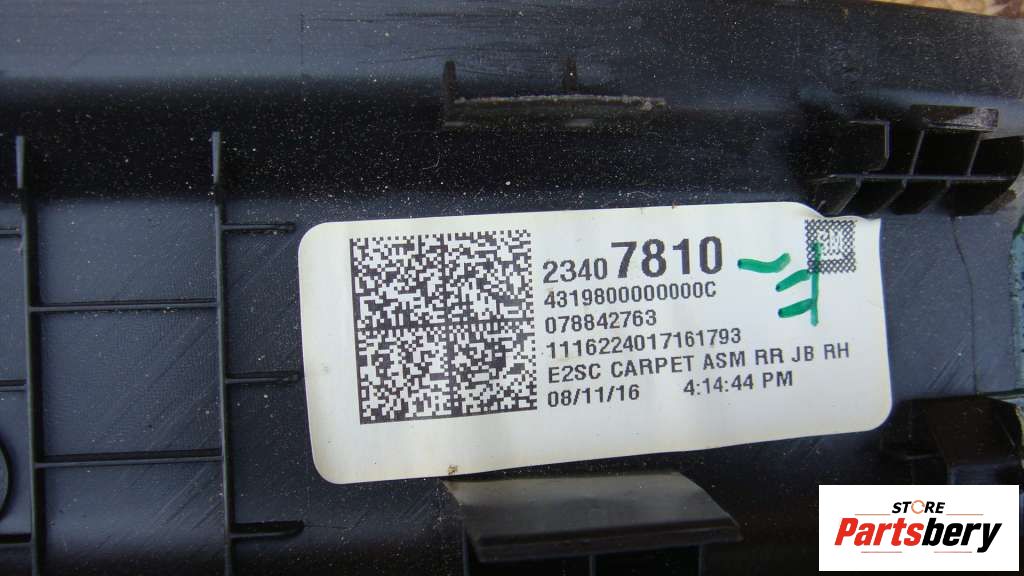 23407810
4319800000000C
078842763
1116224017161793
E2SC CARPET ASM RR JB RH
08/11/16 4:14:44 PM
GM
STORE
Partsbery